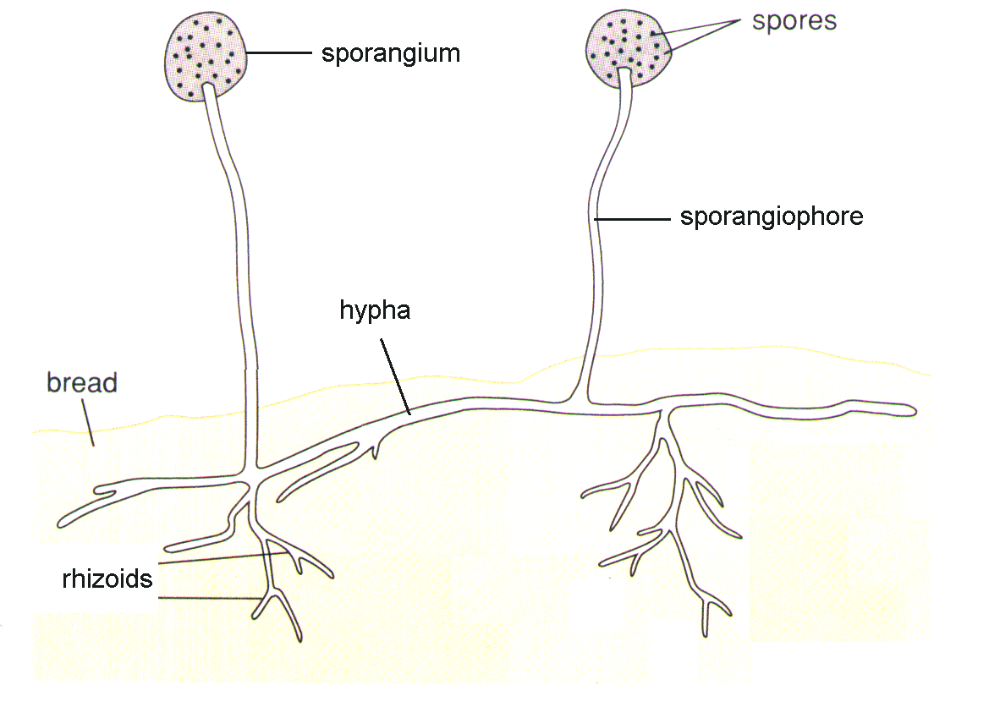 spores
sporangium
sporangiophore
hypha
bread
rhizoids